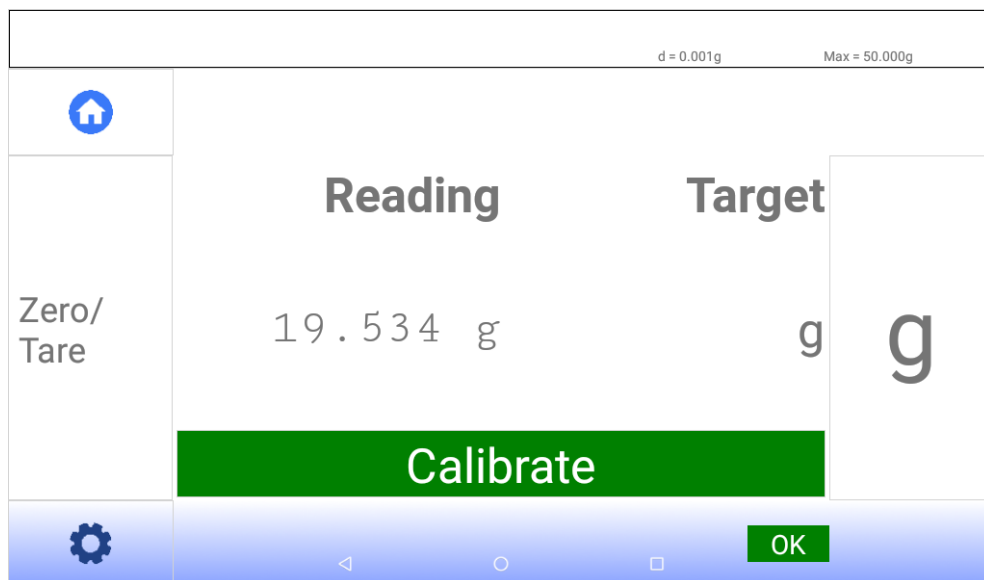 d = 0.001g Max = 50.000g
Reading Target
Zero/
Tare
19.534 g g g
Calibrate
OK